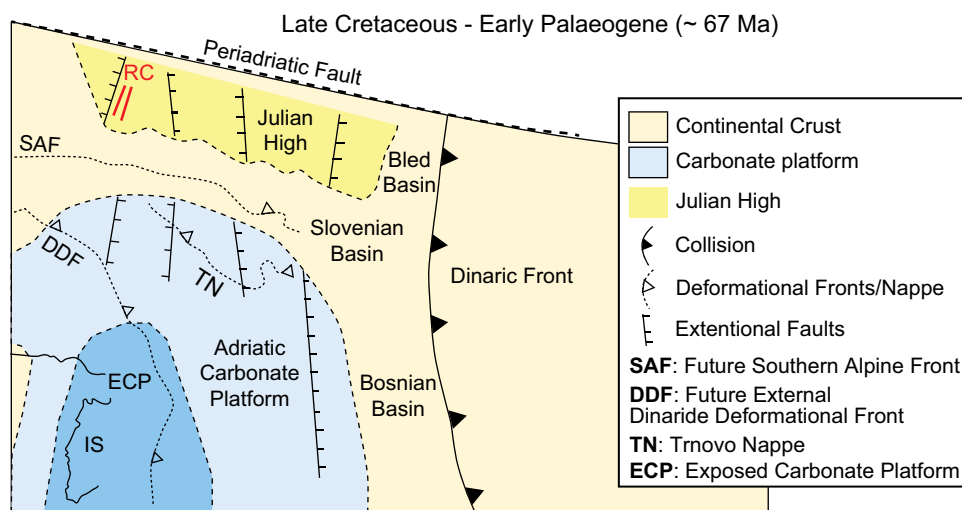 Late Cretaceous - Early Palaeogene (~ 67 Ma)
Periadriatic Fault
RC
Julian
High
SAF
Bled
Basin
Slovenian
Basin
DDF
TN
Dinaric Front
Adriatic
Carbonate
Platform
ECP
Bosnian
Basin
IS
Continental Crust
Carbonate platform
Julian High
Collision
Deformational Fronts/Nappe
Extentional Faults
SAF: Future Southern Alpine Front
DDF: Future External
Dinaride Deformational Front
TN: Trnovo Nappe
ECP: Exposed Carbonate Platform